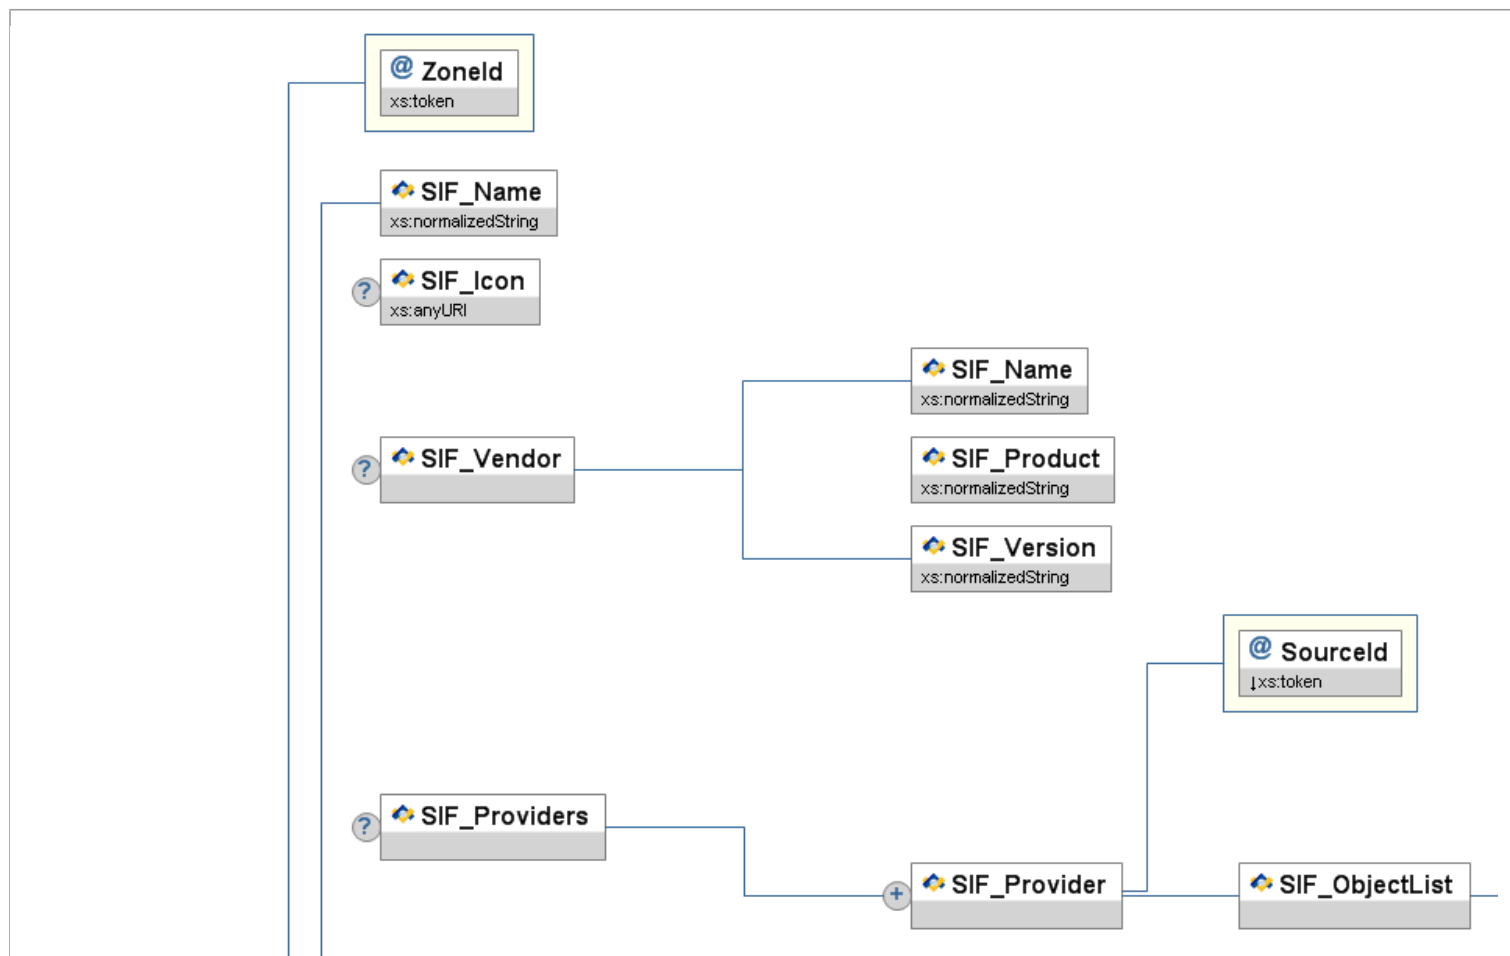 @ ZoneId
xs:token
SIF_Name
xs:normalizedString
? SIF_Icon
xs:anyURI
SIF_Name
xs:normalizedString
? SIF_Vendor
SIF_Product
xs:normalizedString
SIF_Version
xs:normalizedString
@ SourceId
↓xs:token
? SIF_Providers
+ SIF_Provider
SIF_ObjectList